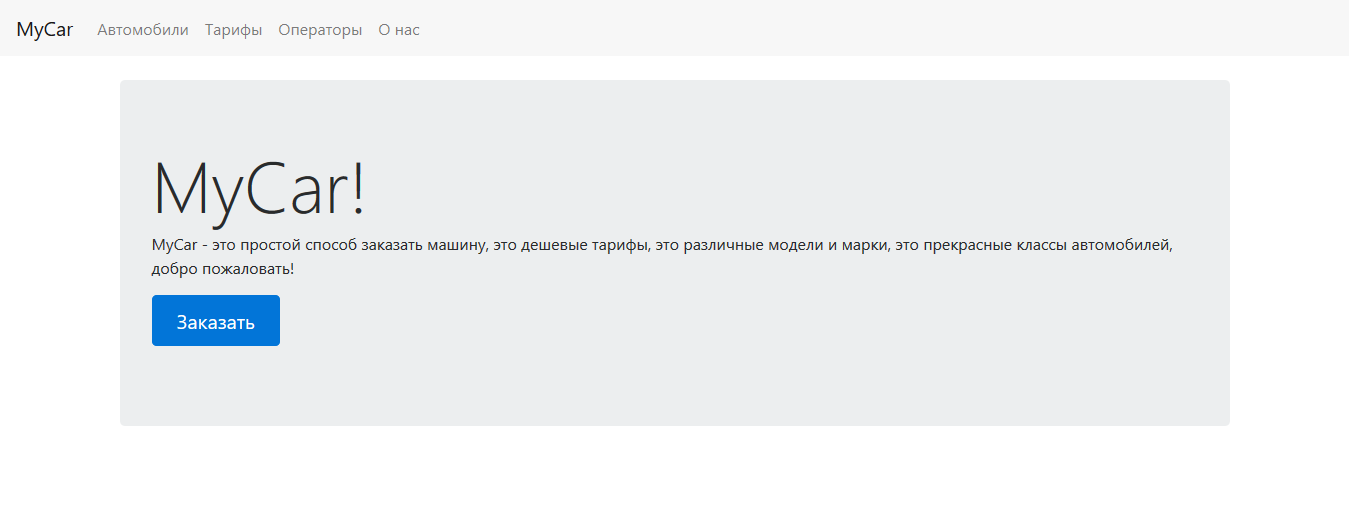 MyCar Автомобили Тарифы Операторы О нас
MyCar!
MyCar - это простой способ заказать машину, это дешевые тарифы, это различные модели и марки, это прекрасные классы автомобилей,
добро пожаловать!
Заказать